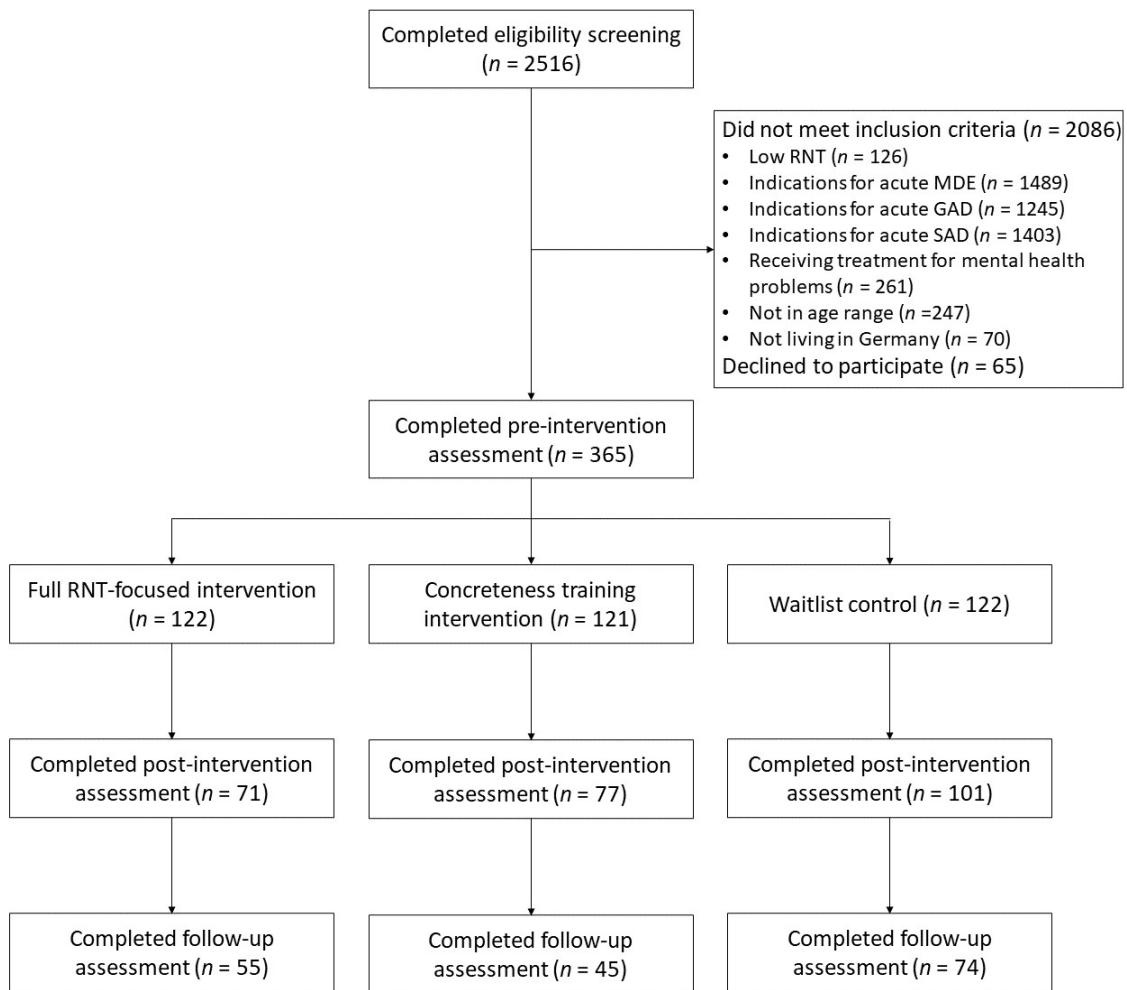 Completed eligibility screening
(n = 2516)
Did not meet inclusion criteria (n = 2086)
• Low RNT (n = 126)
• Indications for acute MDE (n = 1489)
• Indications for acute GAD (n = 1245)
• Indications for acute SAD (n = 1403)
• Receiving treatment for mental health
problems (n = 261)
• Not in age range (n =247)
• Not living in Germany (n = 70)
Declined to participate (n = 65)
Completed pre-intervention
assessment (n = 365)
Full RNT-focused intervention
(n = 122)
Concreteness training
intervention (n = 121)
Waitlist control (n = 122)
Completed post-intervention
assessment (n = 71)
Completed post-intervention
assessment (n = 77)
Completed post-intervention
assessment (n = 101)
Completed follow-up
assessment (n = 55)
Completed follow-up
assessment (n = 45)
Completed follow-up
assessment (n = 74)